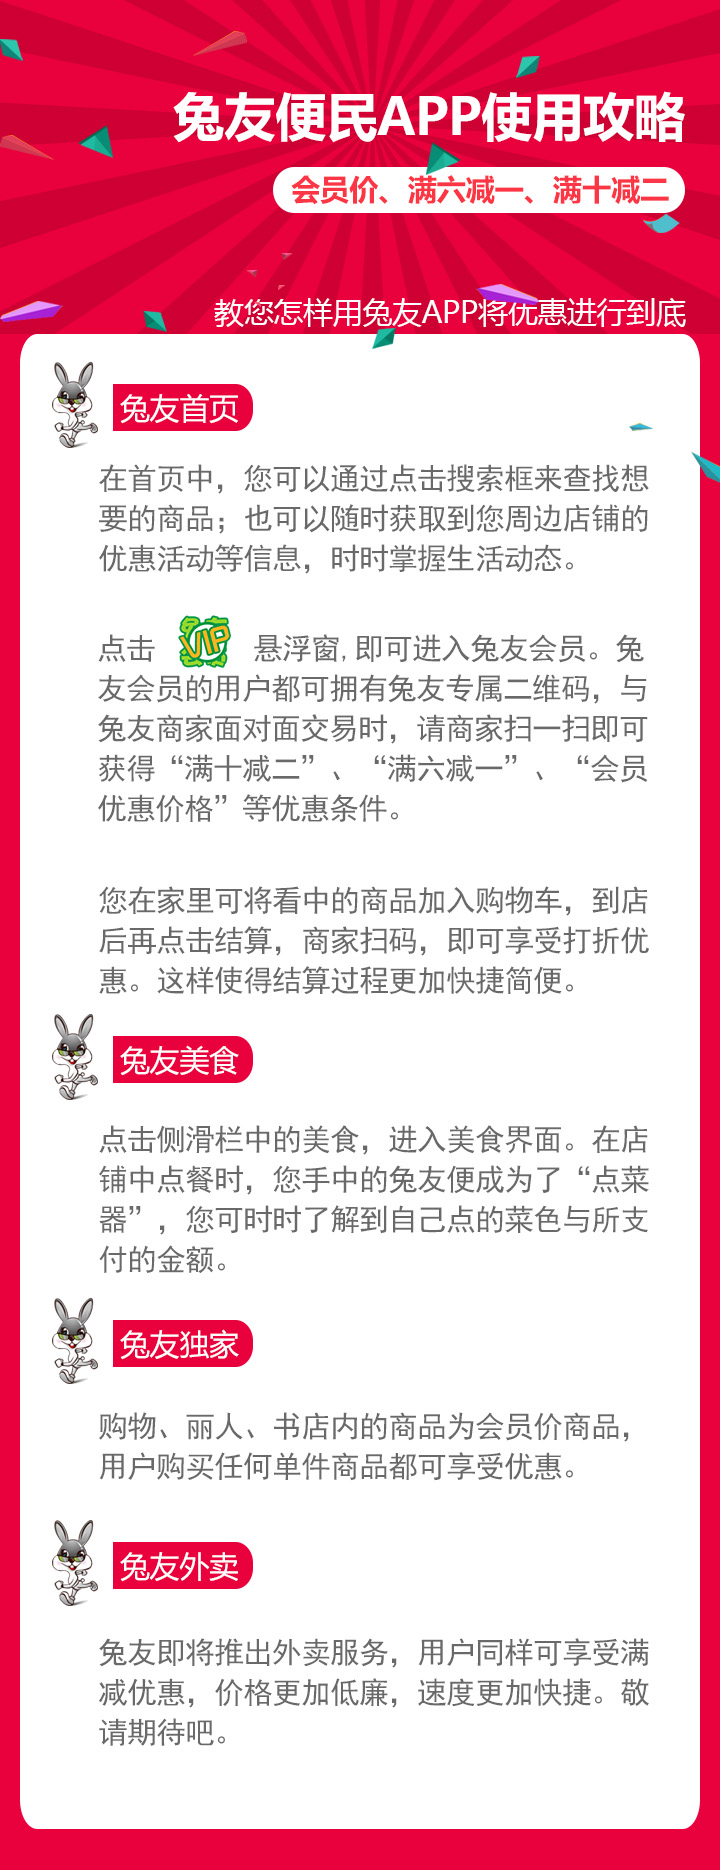 兔友便民APP使用攻略
会员价、满六减一、满十减二
教您怎样用兔友APP将优惠进行到底
兔友首页
在首页中，您可以通过点击搜索框来查找想
要的商品；也可以随时获取到您周边店铺的
优惠活动等信息，时时掌握生活动态。
点击 VIP 悬浮窗,即可进入兔友会员。兔
友会员的用户都可拥有兔友专属二维码，与
兔友商家面对面交易时，请商家扫一扫即可
获得“满十减二”、“满六减一”、“会员
优惠价格”等优惠条件。
您在家里可将看中的商品加入购物车，到店
后再点击结算，商家扫码，即可享受打折优
惠。这样使得结算过程更加快捷简便。
兔友美食
点击侧滑栏中的美食，进入美食界面。在店
铺中点餐时，您手中的兔友便成为了“点菜
器”，您可时时了解到自己点的菜色与所支
付的金额。
兔友独家
购物、丽人、书店内的商品为会员价商品，
用户购买任何单件商品都可享受优惠。
兔友外卖
兔友即将推出外卖服务，用户同样可享受满
减优惠，价格更加低廉，速度更加快捷。敬
请期待吧。